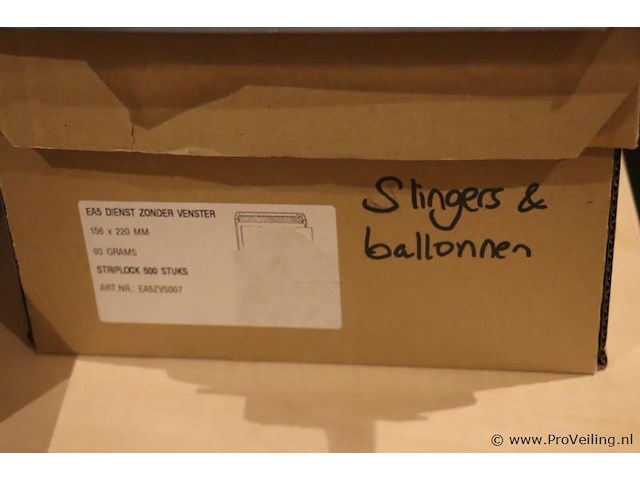 EA5 DIENST ZONDER VENSTER
156 x 220 MM
90 GRAMS
STRIPLOCK 500 STUKS
ART.NR.: EA5ZVS007
Slingers &
ballonnen
© www.ProVeiling.nl